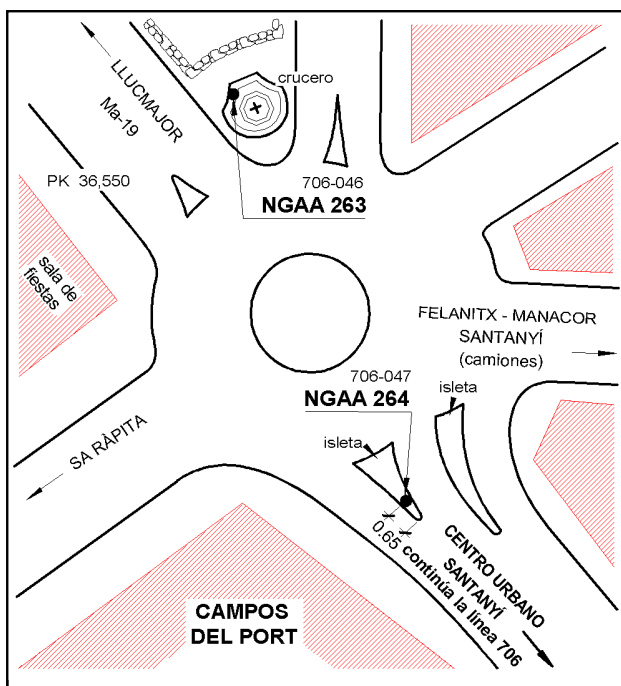 LLUCMAJOR
Ma-19
crucero
PK 36,550
706-046
NGAA 263
sala de
fiestas
FELANITX - MANACOR
SANTANYÍ
(camiones)
706-047
NGAA 264
isleta
isleta
SA RÀPITA
0.65 continúa la línea 706
CENTRO URBANO
SANTANYÍ
CAMPOS
DEL PORT